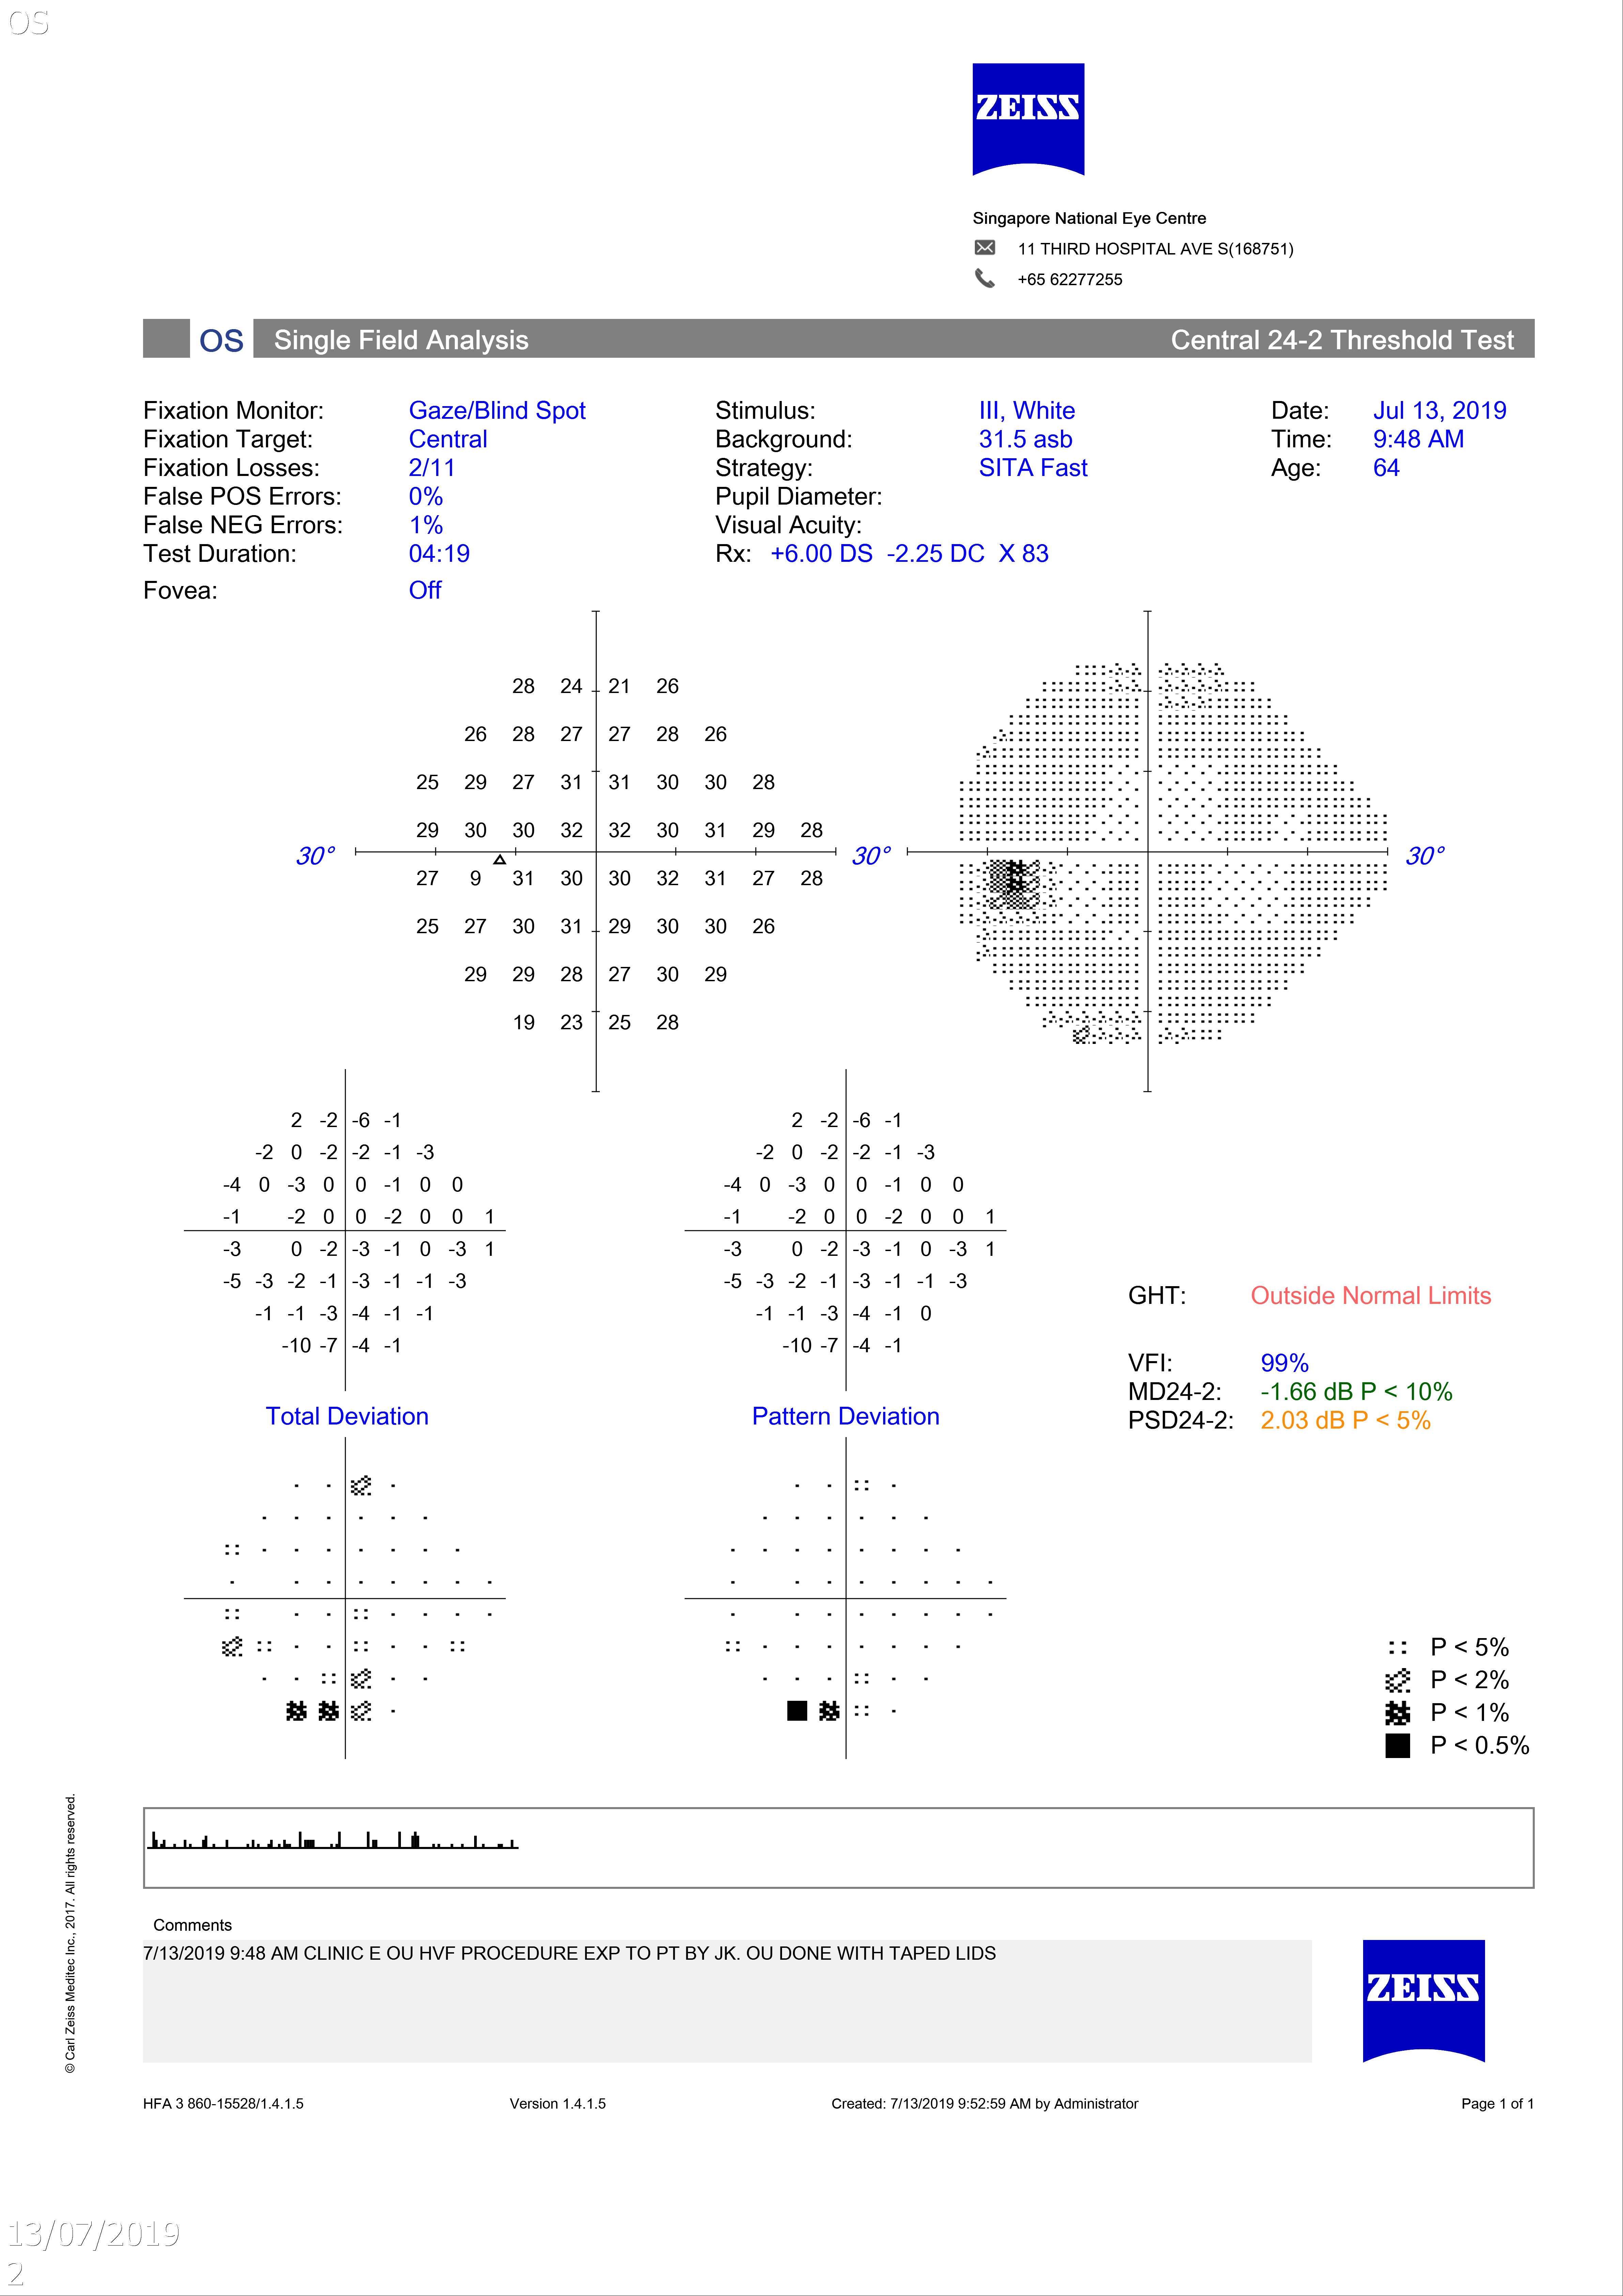 OS
ZEISS
Singapore National Eye Centre
11 THIRD HOSPITAL AVE S(168751)
+65 62277255
OS Single Field Analysis Central 24-2 Threshold Test
Fixation Monitor: Gaze/Blind Spot Stimulus: III, White Date: Jul 13, 2019
Fixation Target: Central Background: 31.5 asb Time: 9:48 AM
Fixation Losses: 2/11 Strategy: SITA Fast Age: 64
False POS Errors: 0% Pupil Diameter:
False NEG Errors: 1% Visual Acuity:
Test Duration: 04:19 Rx: +6.00 DS -2.25 DC X 83
Fovea: Off
28 24 21 26
26 28 27 27 28 26
25 29 27 31 31 30 30 28
29 30 30 32 32 30 31 29 28
30° 30° 30°
27 9 31 30 30 32 31 27 28
25 27 30 31 29 30 30 26
29 29 28 27 30 29
19 23 25 28
2 -2 -6 -1 2 -2 -6 -1
-2 0 -2 -2 -1 -3 -2 0 -2 -2 -1 -3
-4 0 -3 0 0 -1 0 0 -4 0 -3 0 0 -1 0 0
-1 -2 0 0 -2 0 0 1 -1 -2 0 0 -2 0 0 1
-3 0 -2 -3 -1 0 -3 1 -3 0 -2 -3 -1 0 -3 1
-5 -3 -2 -1 -3 -1 -1 -3 -5 -3 -2 -1 -3 -1 -1 -3
-1 -1 -3 -4 -1 -1 -1 -1 -3 -4 -1 0
-10 -7 -4 -1 -10 -7 -4 -1
GHT: Outside Normal Limits
VFI: 99%
MD24-2: -1.66 dB P < 10%
PSD24-2: 2.03 dB P < 5%
Total Deviation Pattern Deviation
P < 5%
P < 2%
P < 1%
P < 0.5%
© Carl Zeiss Meditec Inc., 2017. All rights reserved.
Comments
7/13/2019 9:48 AM CLINIC E OU HVF PROCEDURE EXP TO PT BY JK. OU DONE WITH TAPED LIDS
ZEISS
HFA 3 860-15528/1.4.1.5 Version 1.4.1.5 Created: 7/13/2019 9:52:59 AM by Administrator Page 1 of 1
13/07/2019
2